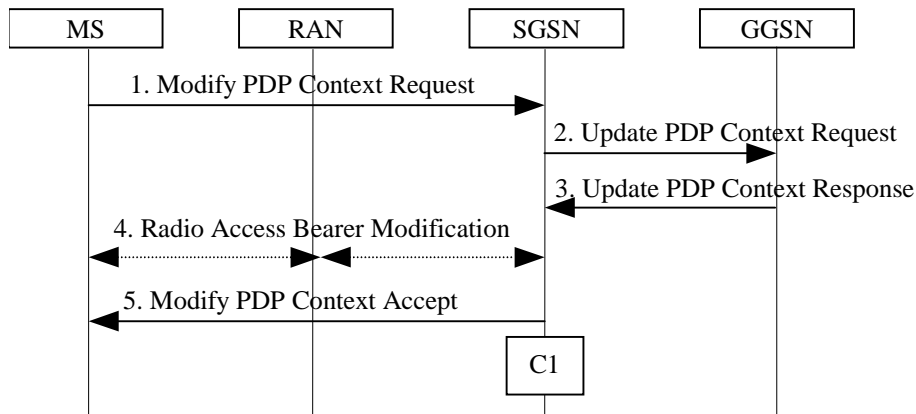 MS
RAN
SGSN
GGSN
1. Modify PDP Context Request
2. Update PDP Context Request
3. Update PDP Context Response
4. Radio Access Bearer Modification
5. Modify PDP Context Accept
C1